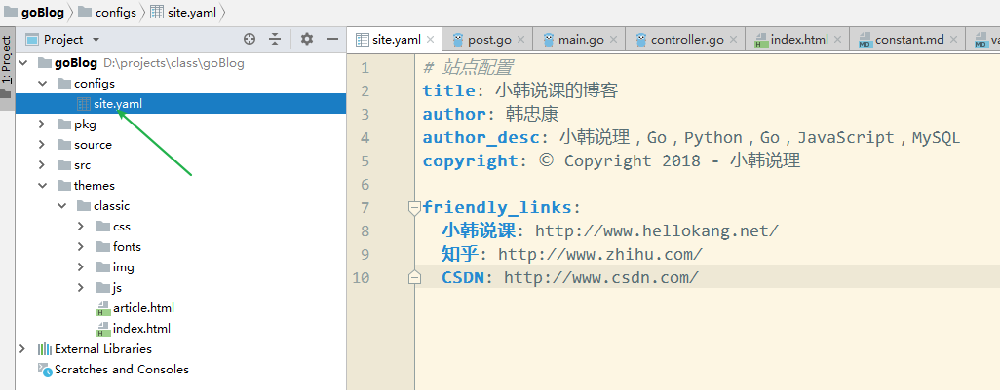 goBlog configs site.yaml
1: Project
Project
site.yaml post.go main.go controller.go index.html constant.md va
goBlog D:\projects\class\goBlog
configs
site.yaml
pkg
source
src
themes
classic
css
fonts
img
js
article.html
index.html
External Libraries
Scratches and Consoles
1 # 站点配置
2 title: 小韩说课的博客
3 author: 韩忠康
4 author_desc: 小韩说理，Go，Python，Go，JavaScript，MySQL
5 copyright: © Copyright 2018 - 小韩说理
6
7 friendly_links:
8 小韩说课: http://www.hellokang.net/
9 知乎: http://www.zhihu.com/
10 CSDN: http://www.csdn.com/